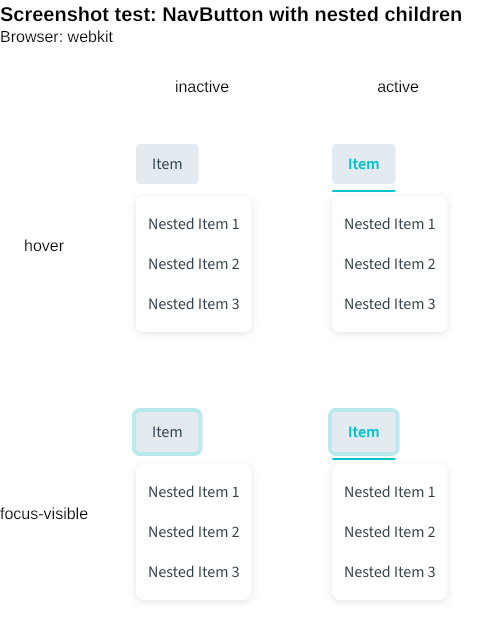 Screenshot test: NavButton with nested children
Browser: webkit
inactive active
hover
Item Item
Nested Item 1 Nested Item 1
Nested Item 2 Nested Item 2
Nested Item 3 Nested Item 3
focus-visible
Item Item
Nested Item 1 Nested Item 1
Nested Item 2 Nested Item 2
Nested Item 3 Nested Item 3